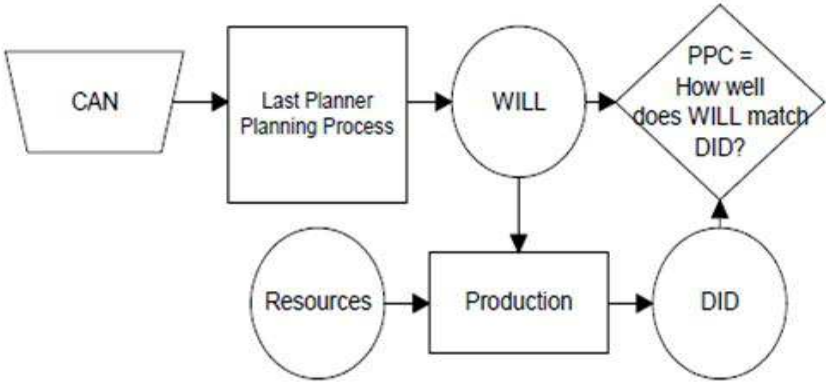 CAN
Last Planner
Planning Process
WILL
PPC =
How well
does WILL match
DID?
Resources
Production
DID